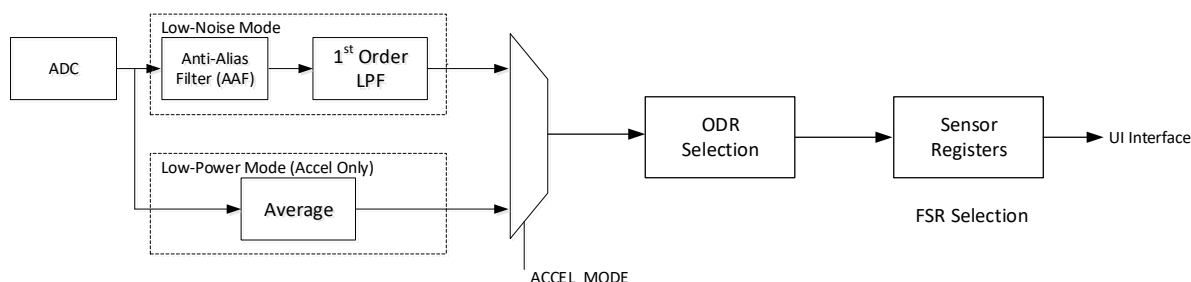 Low-Noise Mode
ADC
Anti-Alias
Filter (AAF)
1st Order
LPF
ODR
Selection
Sensor
Registers
UI Interface
Low-Power Mode (Accel Only)
Average
FSR Selection
ACCEL_MODE